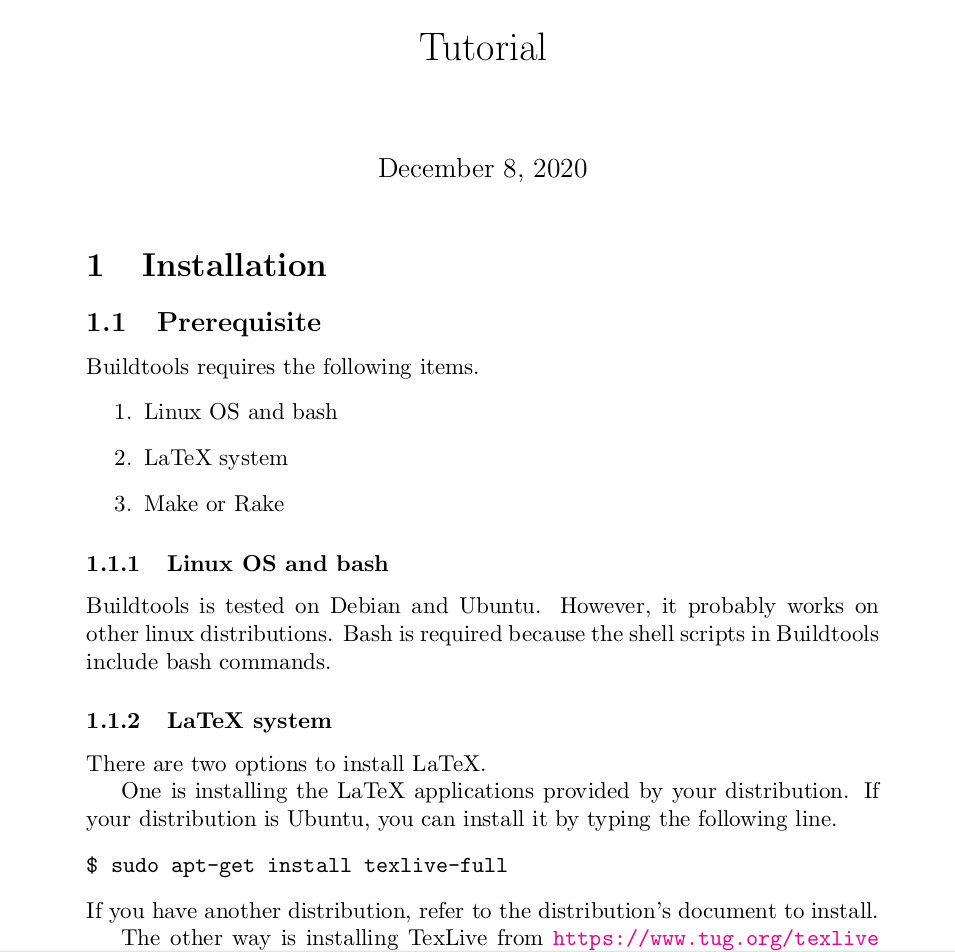 Tutorial
December 8, 2020
1 Installation
1.1 Prerequisite
Buildtools requires the following items.
1. Linux OS and bash
2. LaTeX system
3. Make or Rake
1.1.1 Linux OS and bash
Buildtools is tested on Debian and Ubuntu. However, it probably works on
other linux distributions. Bash is required because the shell scripts in Buildtools
include bash commands.
1.1.2 LaTeX system
There are two options to install LaTeX.
One is installing the LaTeX applications provided by your distribution. If
your distribution is Ubuntu, you can install it by typing the following line.
$ sudo apt-get install texlive-full
If you have another distribution, refer to the distribution's document to install.
The other way is installing TexLive from https://www.tug.org/texlive